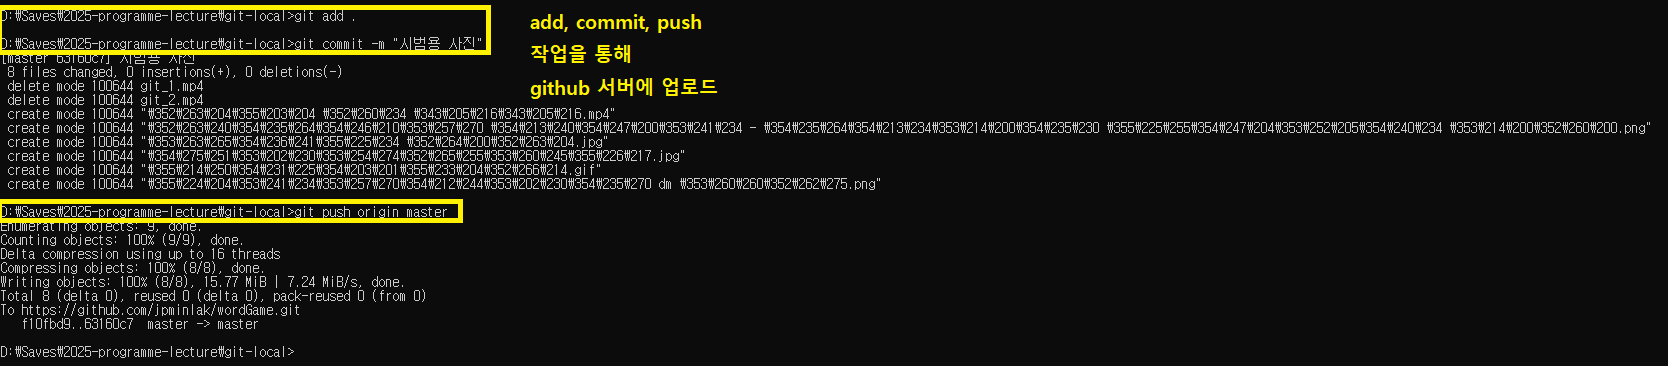 D:\Saves\2025-programme-lecture\git-local>git add .
D:\Saves\2025-programme-lecture\git-local>git commit -m "시범용 사진"
[master 63160c7] 시범용 사진
8 files changed, 0 insertions(+), 0 deletions(-)
delete mode 100644 git_1.mp4
delete mode 100644 git_2.mp4
create mode 100644 "₩352₩263₩204₩355₩203₩204 ₩352₩260₩234 ₩343₩205₩216₩343₩205₩216.mp4"
create mode 100644 "₩352₩263₩240₩354₩235₩264₩354₩246₩210₩353₩257₩270 ₩354₩213₩240₩354₩247₩200₩353₩241₩234 - ₩354₩235₩264₩354₩213₩234₩353₩214₩200₩354₩235₩230 ₩355₩225₩255₩354₩247₩204₩353₩252₩205₩354₩240₩234 ₩353₩214₩200₩352₩260₩200.png"
create mode 100644 "₩353₩263₩265₩354₩236₩241₩355₩225₩234 ₩352₩264₩200₩352₩263₩204.jpg"
create mode 100644 "₩354₩275₩251₩353₩202₩230₩353₩254₩274₩352₩265₩255₩353₩260₩245₩355₩226₩217.jpg"
create mode 100644 "₩355₩214₩250₩354₩231₩225₩354₩203₩201₩355₩233₩204₩352₩266₩214.gif"
create mode 100644 "₩355₩224₩204₩353₩241₩234₩353₩257₩270₩354₩212₩244₩353₩202₩230₩354₩235₩270 dm ₩353₩260₩260₩352₩262₩275.png"
D:\Saves\2025-programme-lecture\git-local>git push origin master
Enumerating objects: 9, done.
Counting objects: 100% (9/9), done.
Delta compression using up to 16 threads
Compressing objects: 100% (8/8), done.
Writing objects: 100% (8/8), 15.77 MiB | 7.24 MiB/s, done.
Total 8 (delta 0), reused 0 (delta 0), pack-reused 0 (from 0)
To https://github.com/jpminlak/wordGame.git
f10fbd9..63160c7 master -> master
D:\Saves\2025-programme-lecture\git-local>
add, commit, push
작업을 통해
github 서버에 업로드